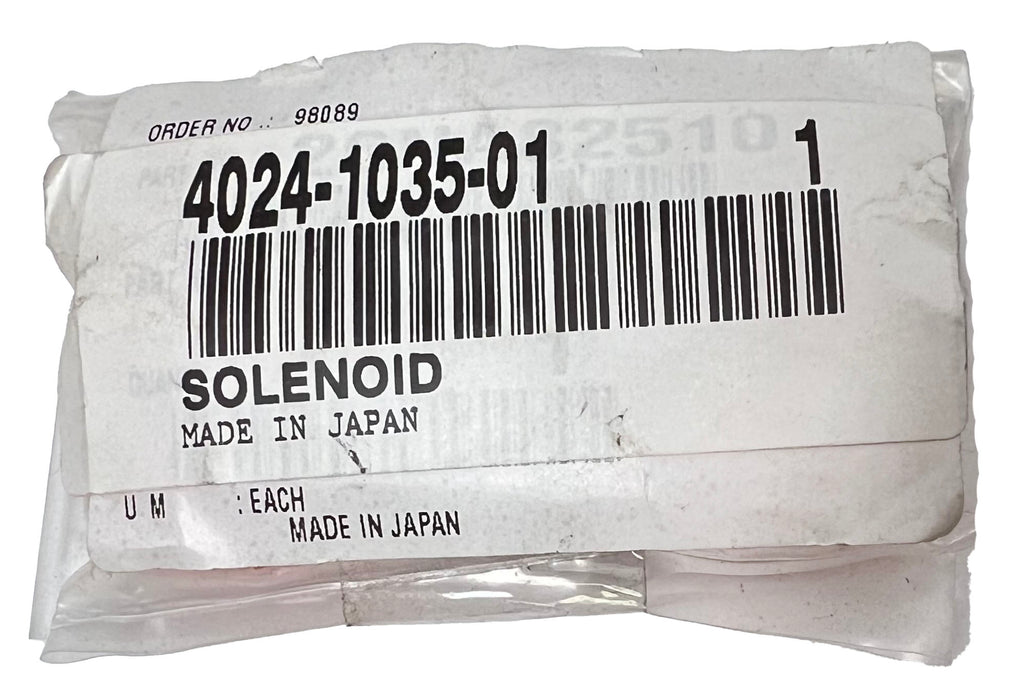 ORDER NO .: 98089
4024-1035-01 1
SOLENOID
MADE IN JAPAN
U M : EACH
MADE IN JAPAN